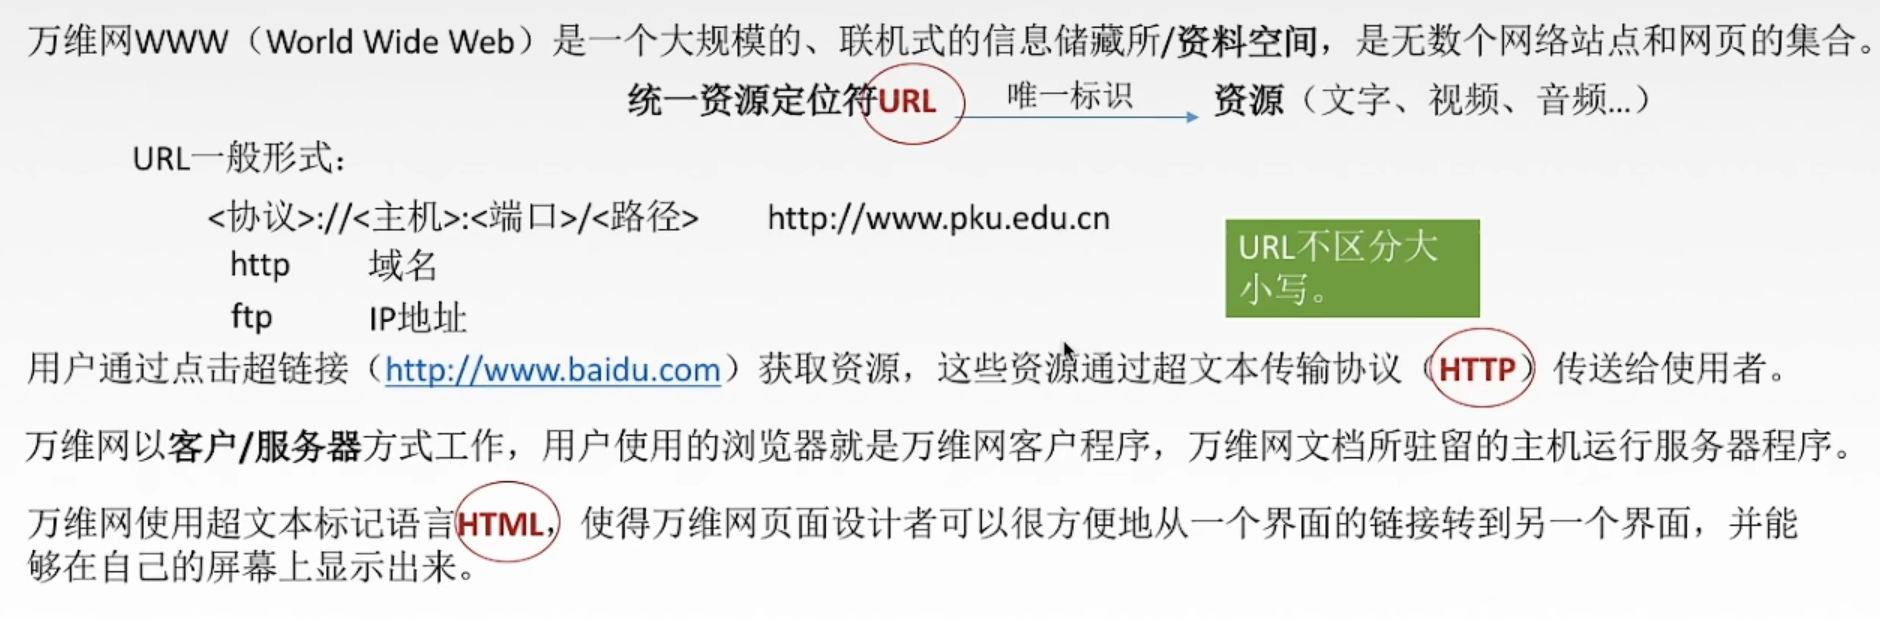 万维网WWW（World Wide Web）是一个大规模的、联机式的信息储藏所/资料空间，是无数个网络站点和网页的集合。
统一资源定位符URL 唯一标识 资源（文字、视频、音频...）
URL一般形式：
<协议>://<主机>:<端口>/<路径> http://www.pku.edu.cn
http 域名
ftp IP地址
URL不区分大
小写。
用户通过点击超链接（http://www.baidu.com）获取资源，这些资源通过超文本传输协议（HTTP）传送给使用者。
万维网以客户/服务器方式工作，用户使用的浏览器就是万维网客户程序，万维网文档所驻留的主机运行服务器程序。
万维网使用超文本标记语言HTML，使得万维网页面设计者可以很方便地从一个界面的链接转到另一个界面，并能
够在自己的屏幕上显示出来。